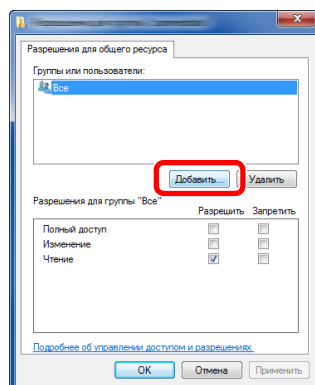 Разрешения для общего ресурса
Группы или пользователи:
Все
Добавить... Удалить
Разрешения для группы "Все"
Разрешить Запретить
Полный доступ
Изменение
Чтение
Подробнее об управлении доступом и разрешениях
ОК Отмена Применить